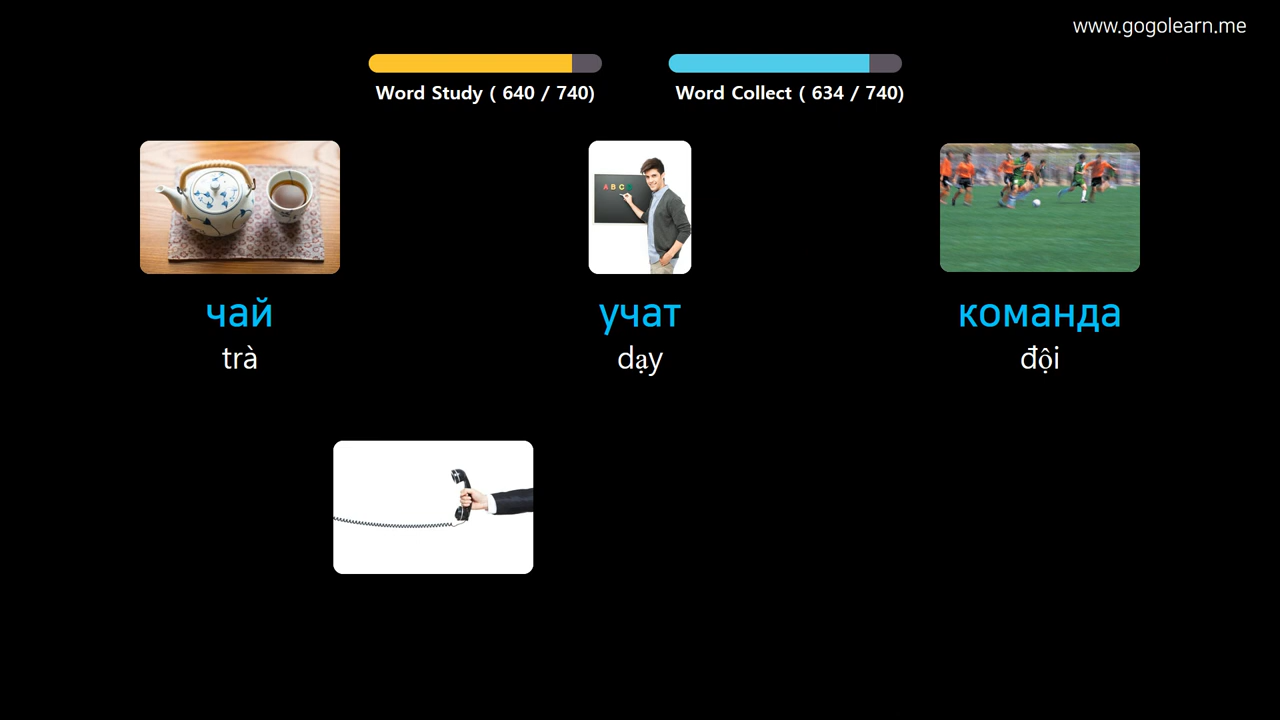 www.gogolearn.me
Word Study ( 640 / 740)
Word Collect ( 634 / 740)
A B C
чай
учат
команда
trà
dạy
đội